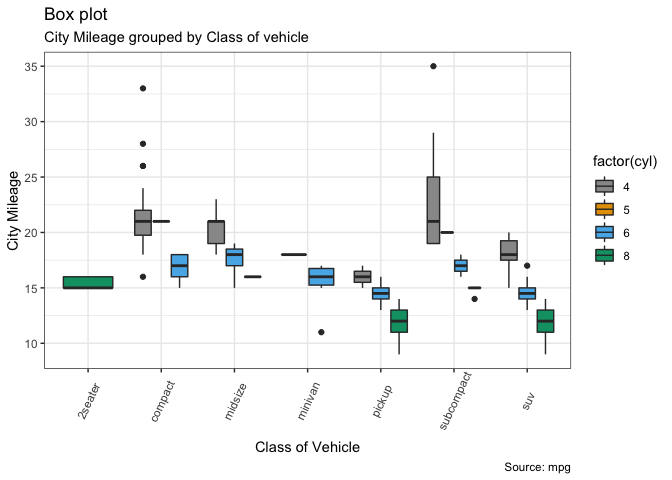 Box plot
City Mileage grouped by Class of vehicle
35
30
25
20
15
10
City Mileage
2seater
compact
midsize
minivan
pickup
subcompact
suv
Class of Vehicle
factor(cyl)
4
5
6
8
Source: mpg